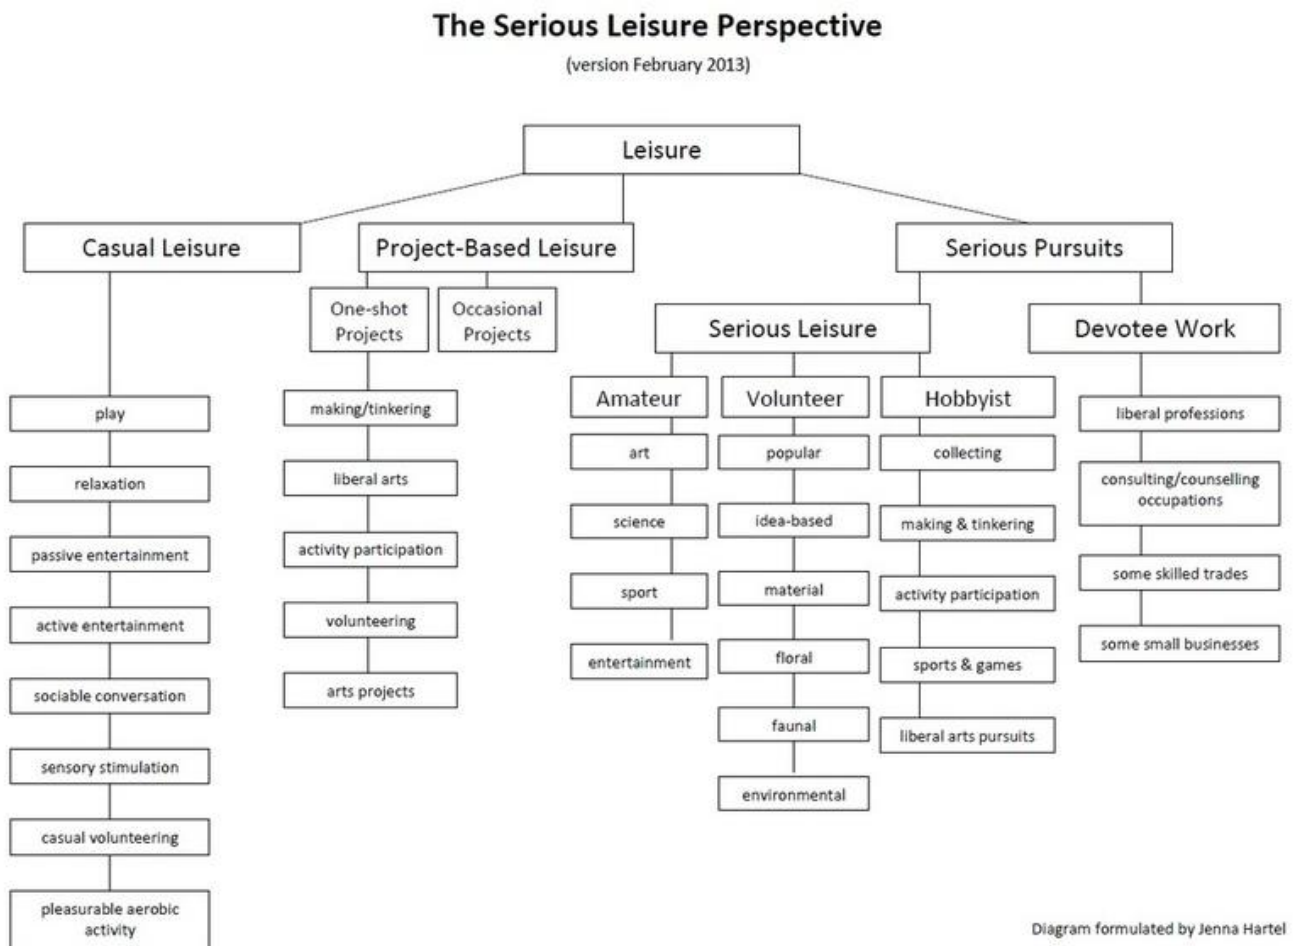 The Serious Leisure Perspective
(version February 2013)
Leisure
Casual Leisure
Project-Based Leisure
Serious Pursuits
One-shot
Projects
Occasional
Projects
Serious Leisure
Devotee Work
Amateur
Volunteer
Hobbyist
play
relaxation
passive entertainment
active entertainment
sociable conversation
sensory stimulation
casual volunteering
pleasurable aerobic
activity
making/tinkering
liberal arts
activity participation
volunteering
arts projects
art
science
sport
entertainment
popular
idea-based
material
floral
faunal
environmental
collecting
making & tinkering
activity participation
sports & games
liberal arts pursuits
liberal professions
consulting/counselling
occupations
some skilled trades
some small businesses
Diagram formulated by Jenna Hartel